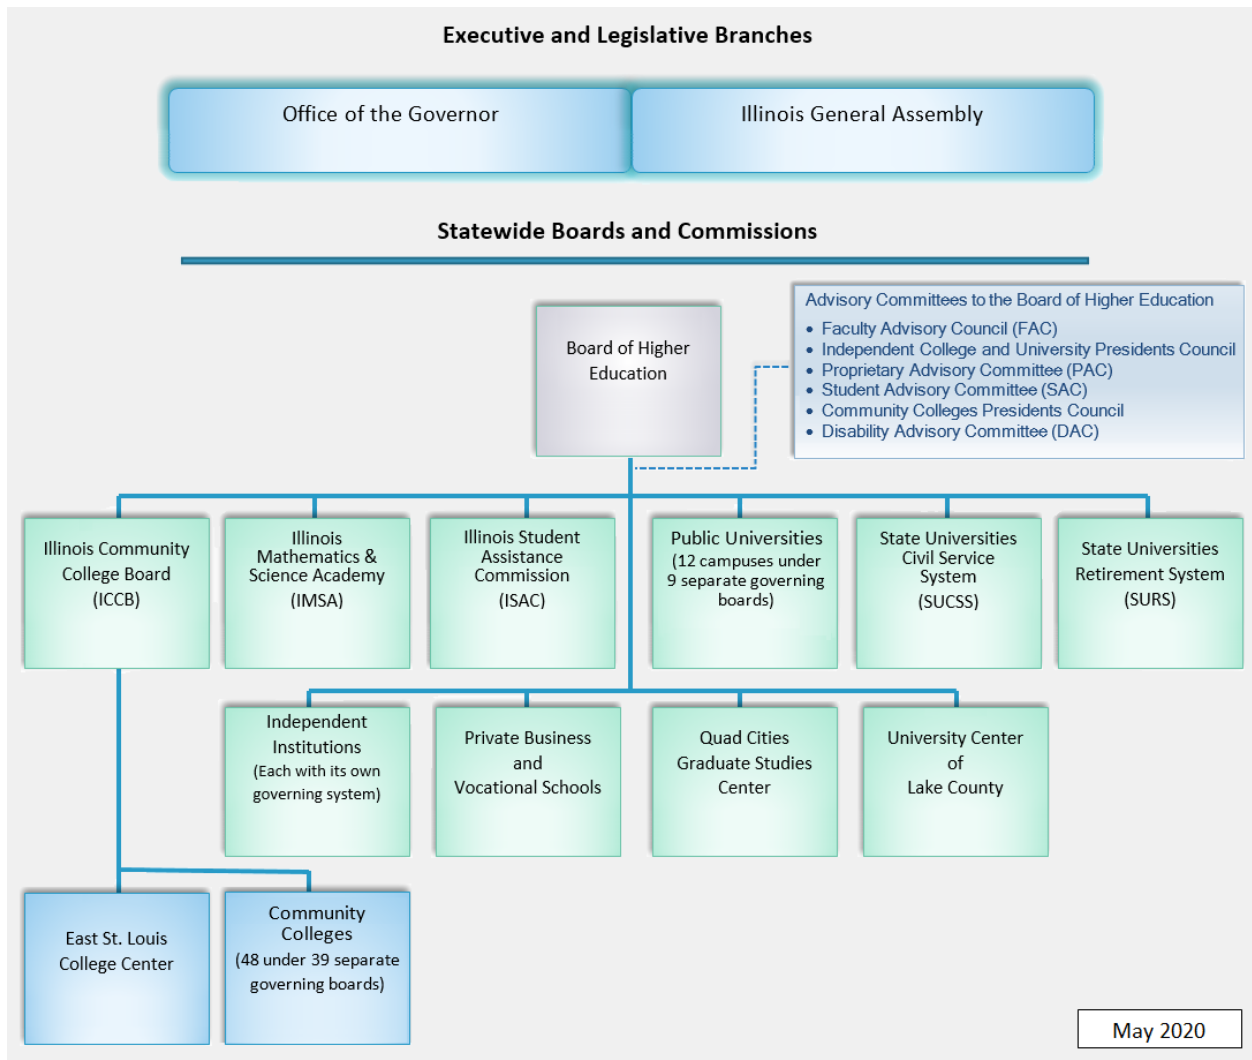 Executive and Legislative Branches
Office of the Governor
Illinois General Assembly
Statewide Boards and Commissions
Board of Higher
Education
Advisory Committees to the Board of Higher Education
• Faculty Advisory Council (FAC)
• Independent College and University Presidents Council
• Proprietary Advisory Committee (PAC)
• Student Advisory Committee (SAC)
• Community Colleges Presidents Council
• Disability Advisory Committee (DAC)
Illinois Community
College Board
(ICCB)
Illinois
Mathematics &
Science Academy
(IMSA)
Illinois Student
Assistance
Commission
(ISAC)
Public Universities
(12 campuses under
9 separate governing
boards)
State Universities
Civil Service
System
(SUCSS)
State Universities
Retirement System
(SURS)
Independent
Institutions
(Each with its own
governing system)
Private Business
and
Vocational Schools
Quad Cities
Graduate Studies
Center
University Center
of
Lake County
East St. Louis
College Center
Community
Colleges
(48 under 39 separate
governing boards)
May 2020